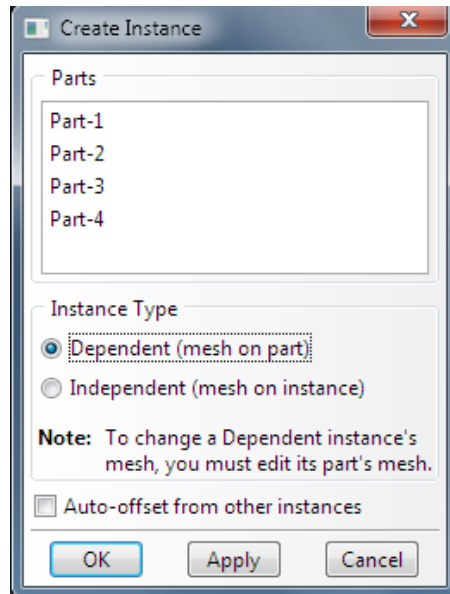 Create Instance
Parts
Part-1
Part-2
Part-3
Part-4
Instance Type
Dependent (mesh on part)
Independent (mesh on instance)
Note: To change a Dependent instance's
mesh, you must edit its part's mesh.
Auto-offset from other instances
OK Apply Cancel